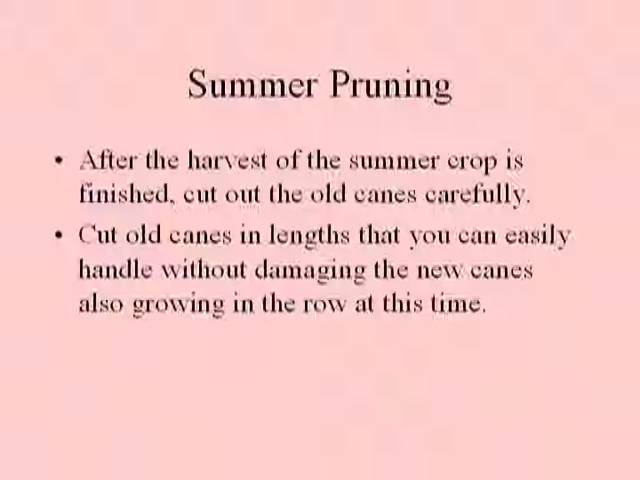 Summer Pruning
• After the harvest of the summer crop is
finished, cut out the old canes carefully.
• Cut old canes in lengths that you can easily
handle without damaging the new canes
also growing in the row at this time.